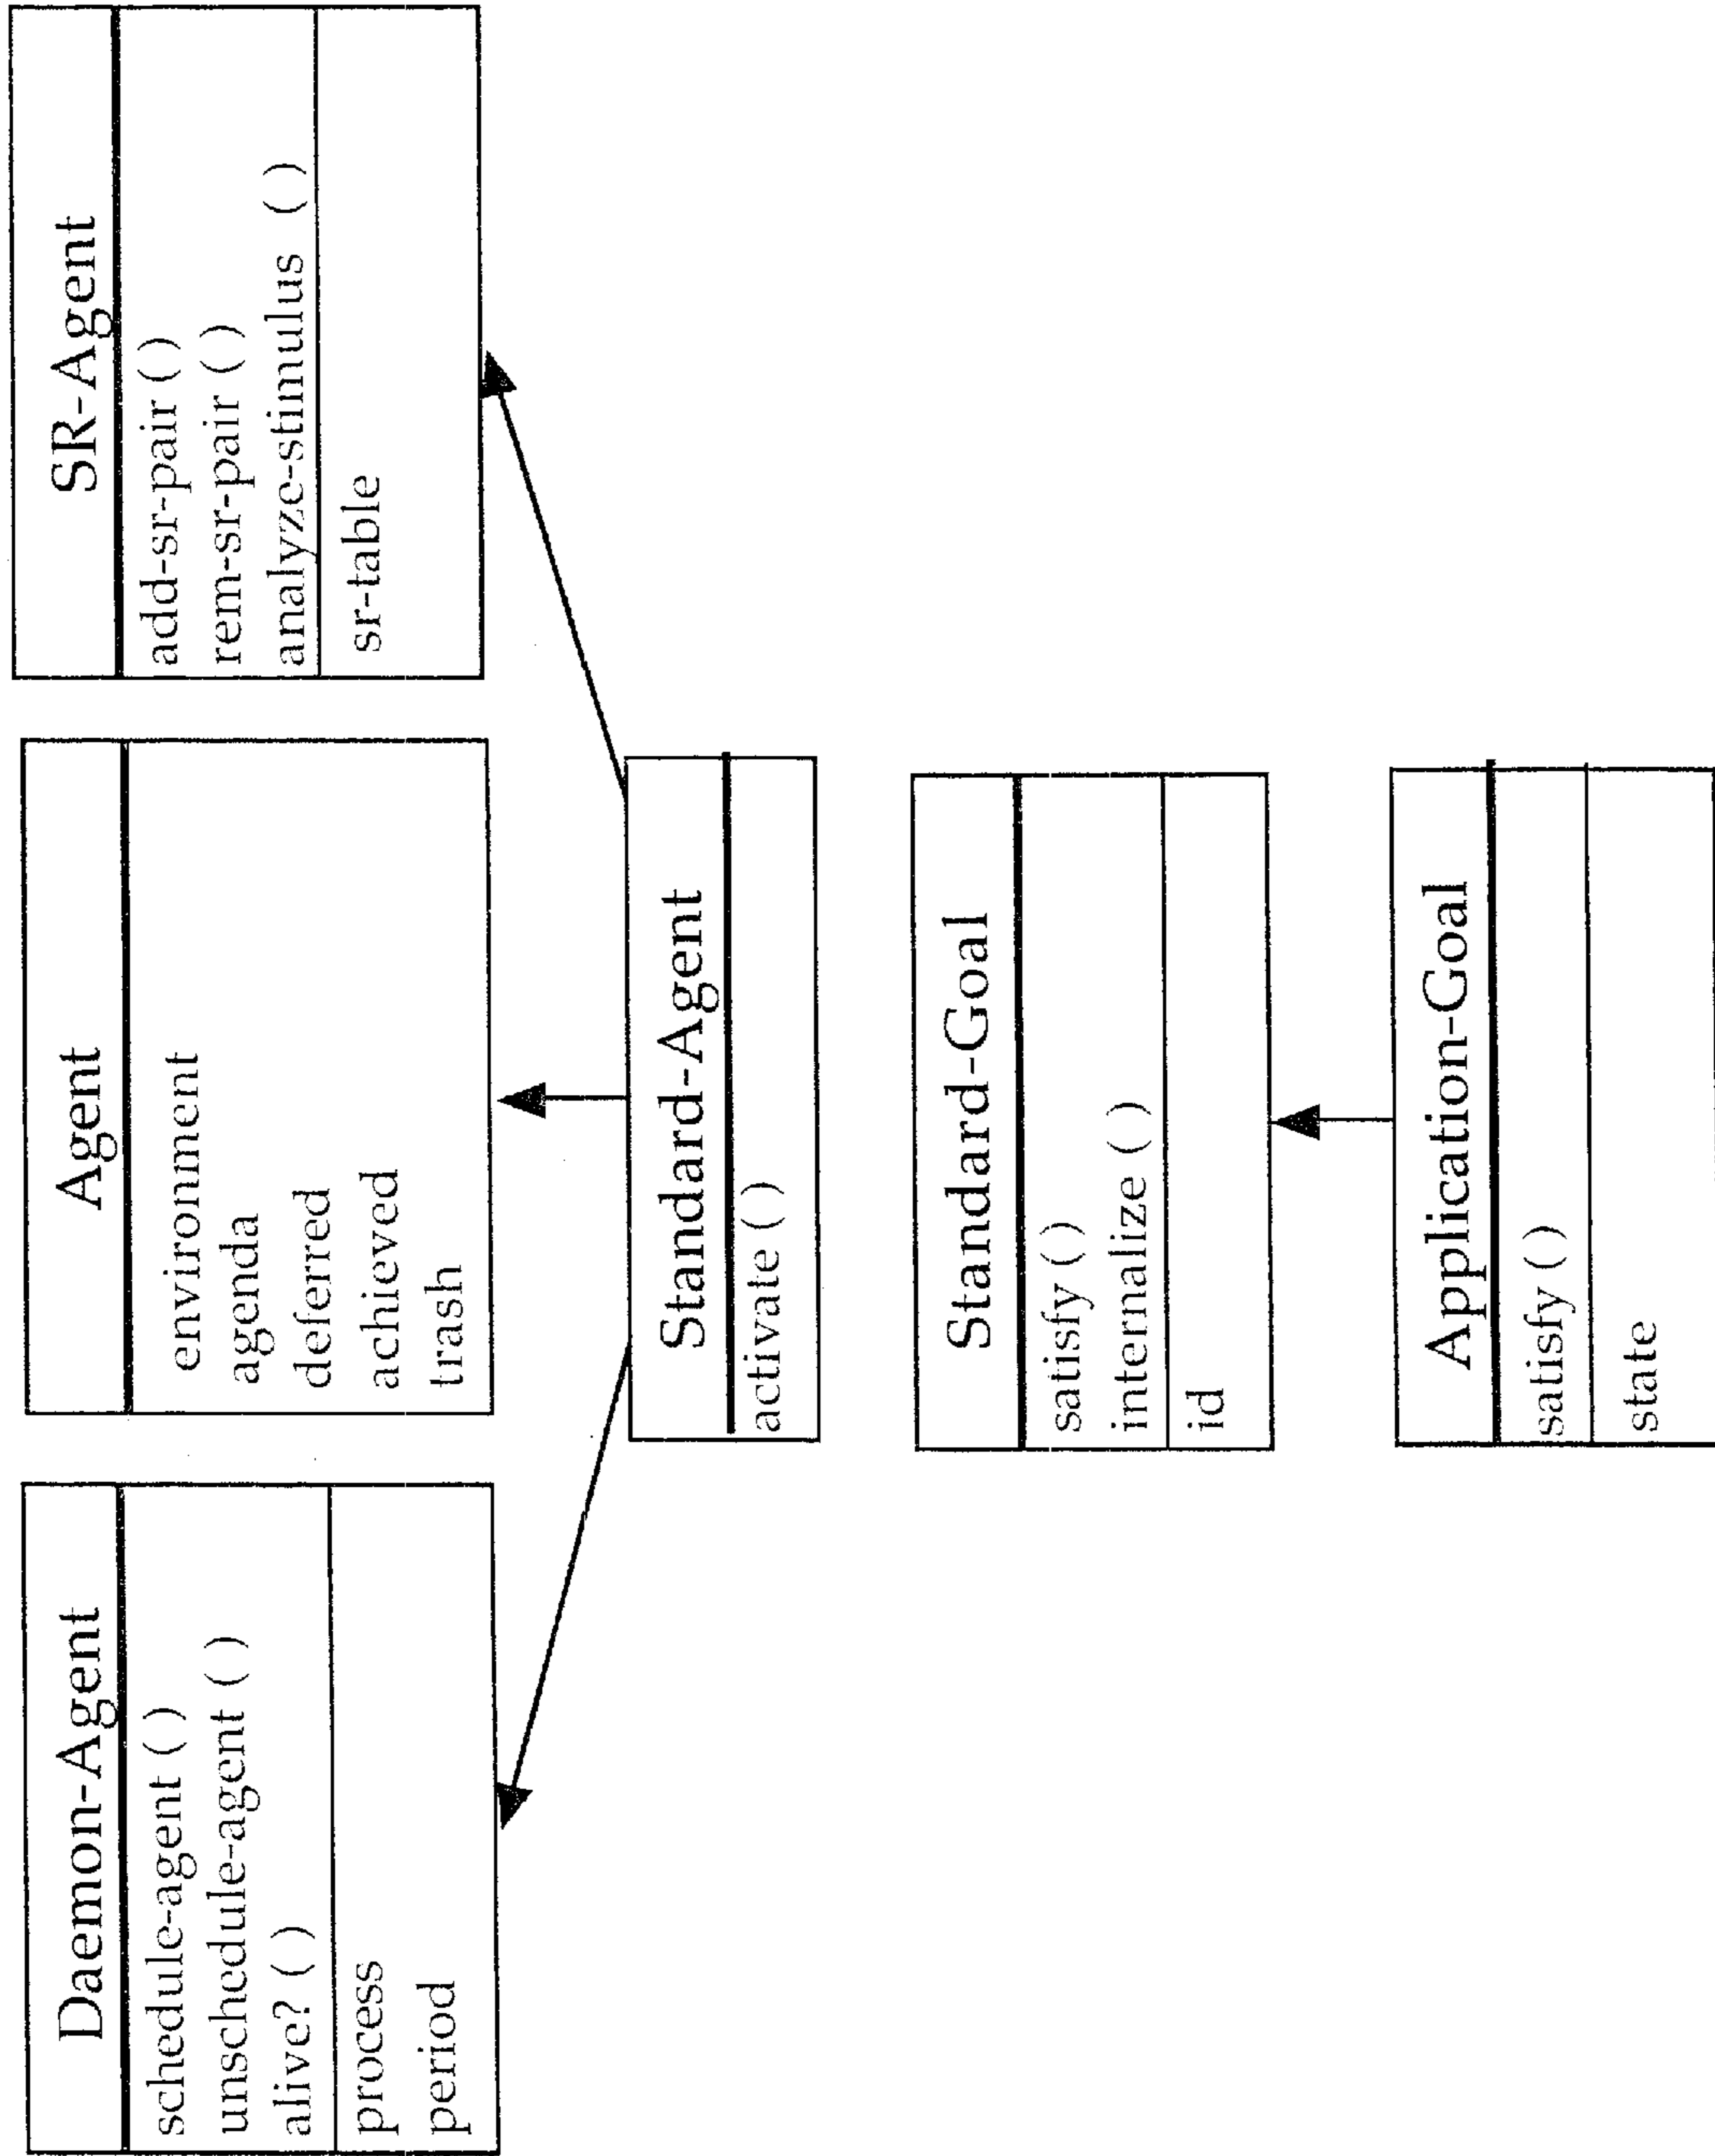 Daemon-Agent
schedule-agent ( )
unschedule-agent ( )
alive? ( )
process
period
Agent
environment
agenda
deferred
achieved
trash
SR-Agent
add-sr-pair ( )
rem-sr-pair ( )
analyze-stimulus ( )
sr-table
Standard-Agent
activate ( )
Standard-Goal
satisfy ( )
internalize ( )
id
Application-Goal
satisfy ( )
state